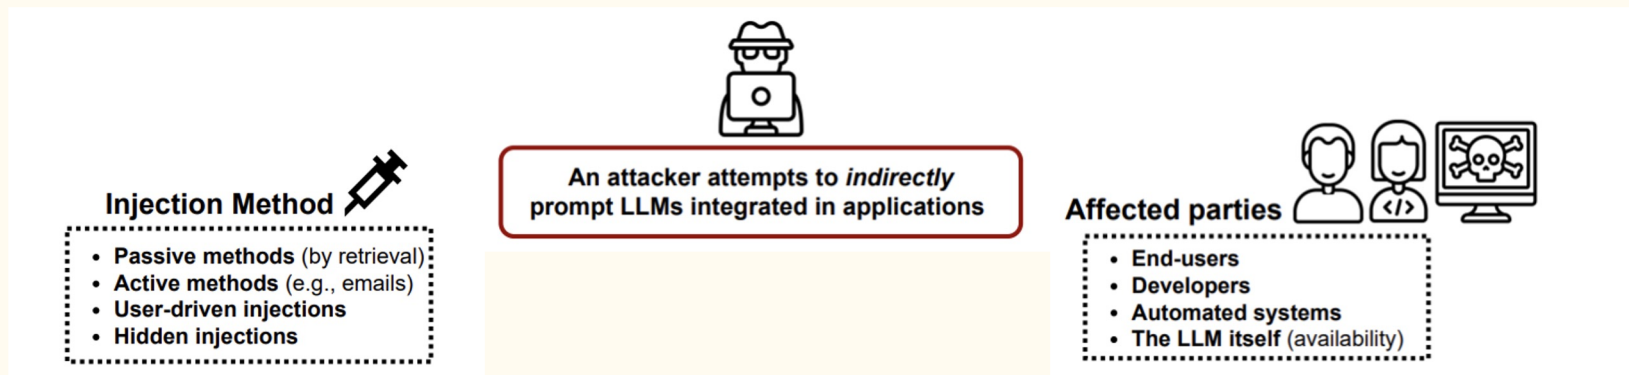 Injection Method
• Passive methods (by retrieval)
• Active methods (e.g., emails)
• User-driven injections
• Hidden injections
An attacker attempts to indirectly
prompt LLMs integrated in applications
Affected parties
</>
• End-users
• Developers
• Automated systems
• The LLM itself (availability)